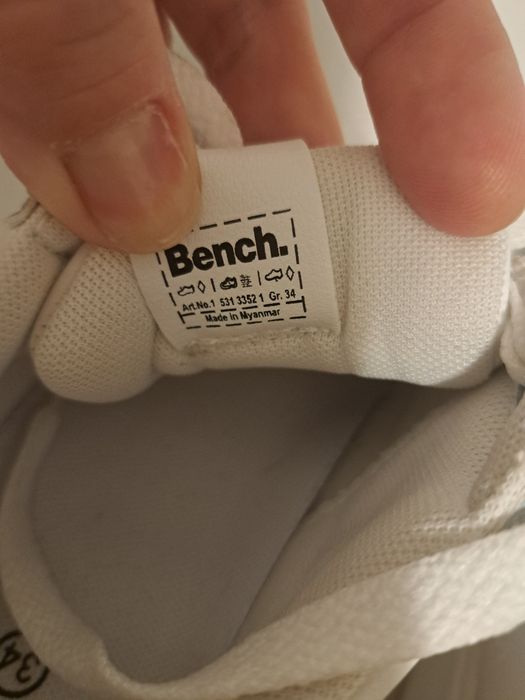 Bench.
Art.No.1 531 3352 1 Gr. 34
Made in Myanmar
34